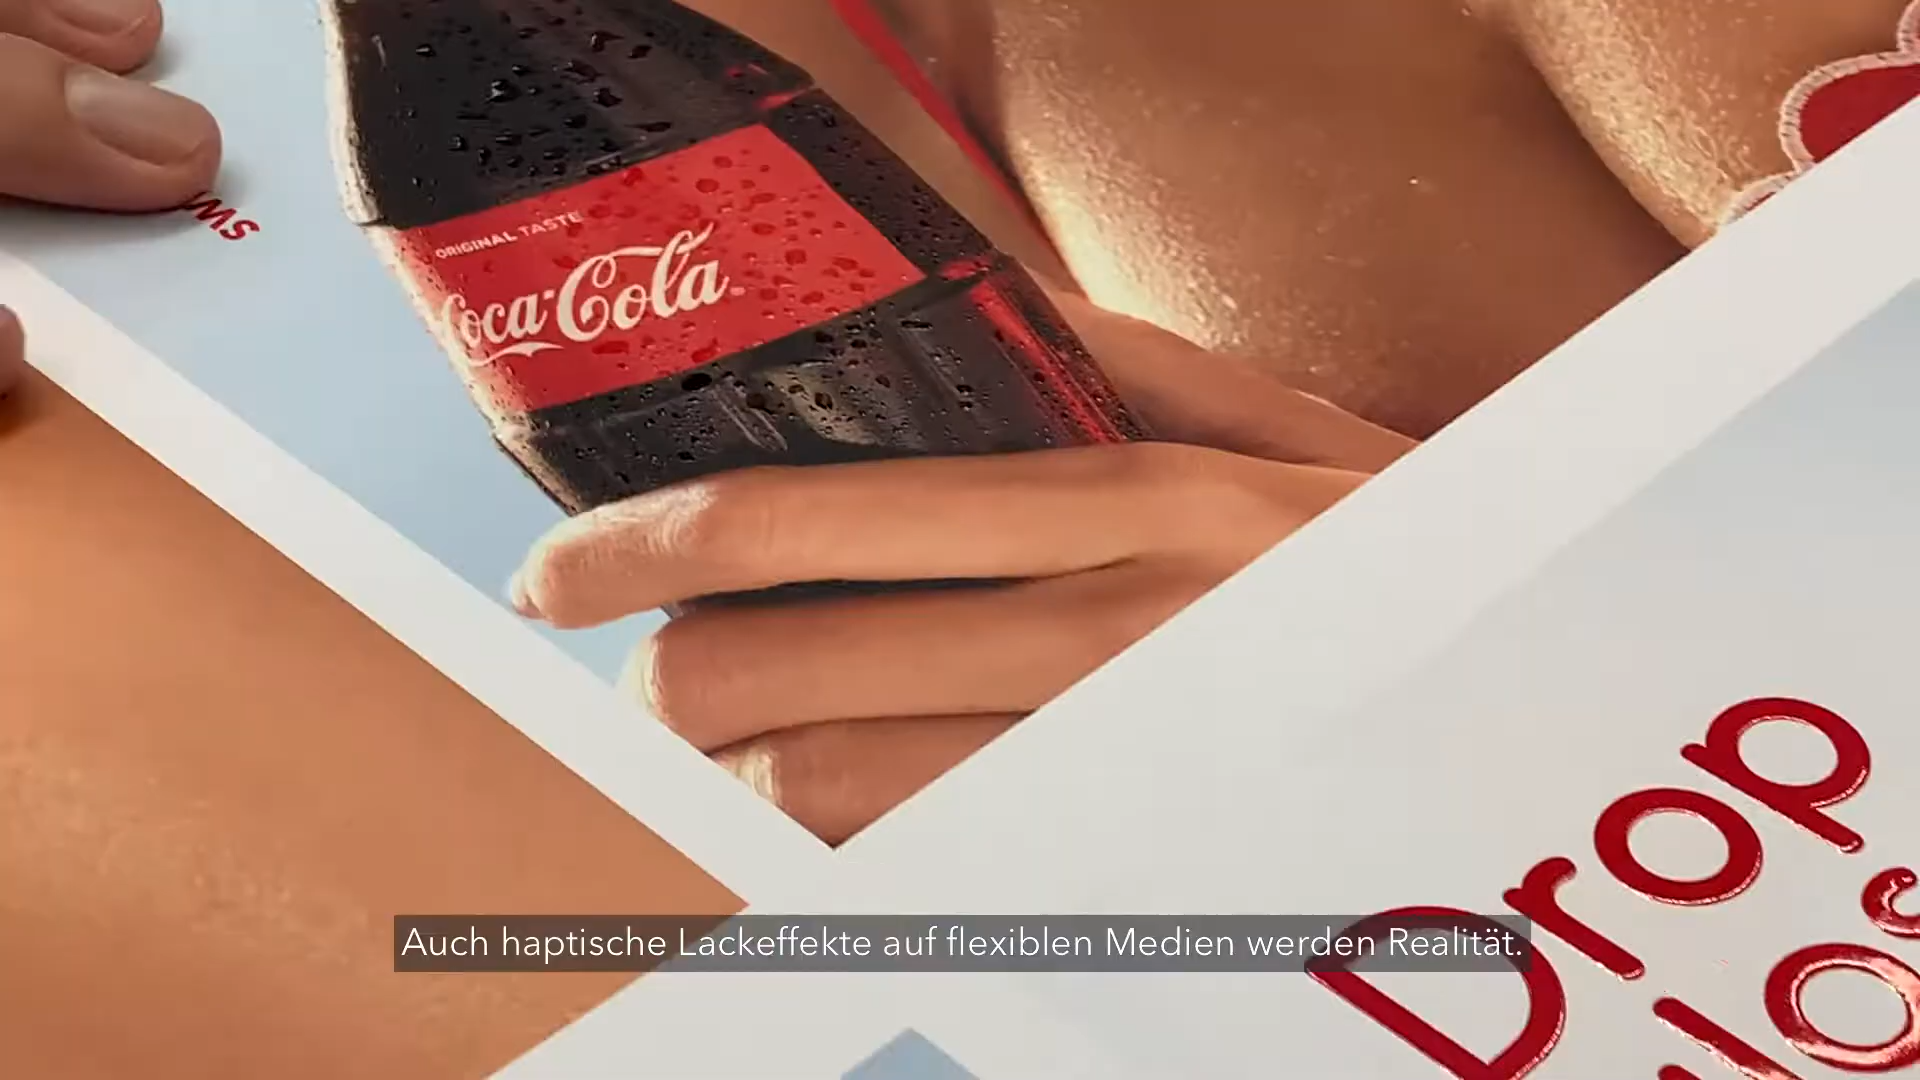 ORIGINAL TASTE
Coca-Cola
Drop
Auch haptische Lackeffekte auf flexiblen Medien werden Realität.